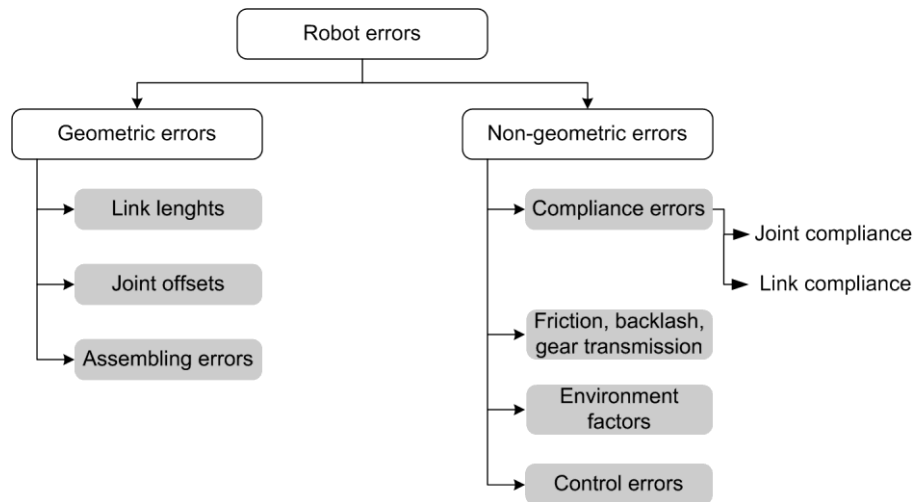 Robot errors
Geometric errors
Link lenghts
Joint offsets
Assembling errors
Non-geometric errors
Compliance errors
Joint compliance
Link compliance
Friction, backlash,
gear transmission
Environment
factors
Control errors